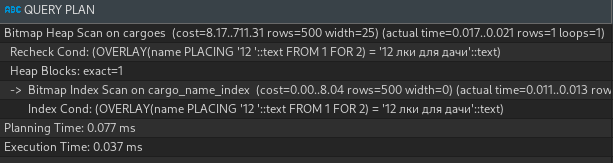 ABC QUERY PLAN
Bitmap Heap Scan on cargoes  (cost=8.17..711.31 rows=500 width=25) (actual time=0.017..0.021 rows=1 loops=1)
Recheck Cond: (OVERLAY(name PLACING '12 '::text FROM 1 FOR 2) = '12 лки для дачи'::text)
Heap Blocks: exact=1
->  Bitmap Index Scan on cargo_name_index  (cost=0.00..8.04 rows=500 width=0) (actual time=0.011..0.013 row
Index Cond: (OVERLAY(name PLACING '12 '::text FROM 1 FOR 2) = '12 лки для дачи'::text)
Planning Time: 0.077 ms
Execution Time: 0.037 ms